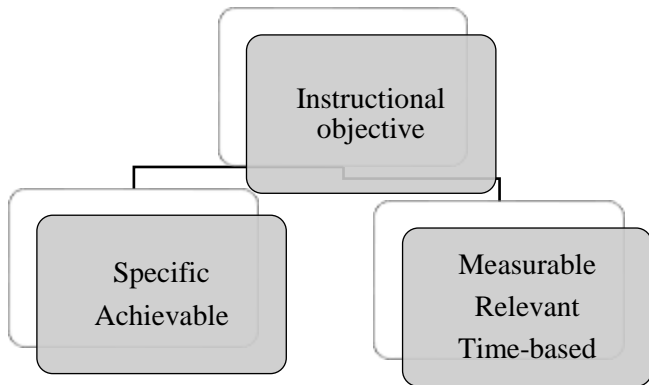 Instructional
objective
Specific
Achievable
Measurable
Relevant
Time-based